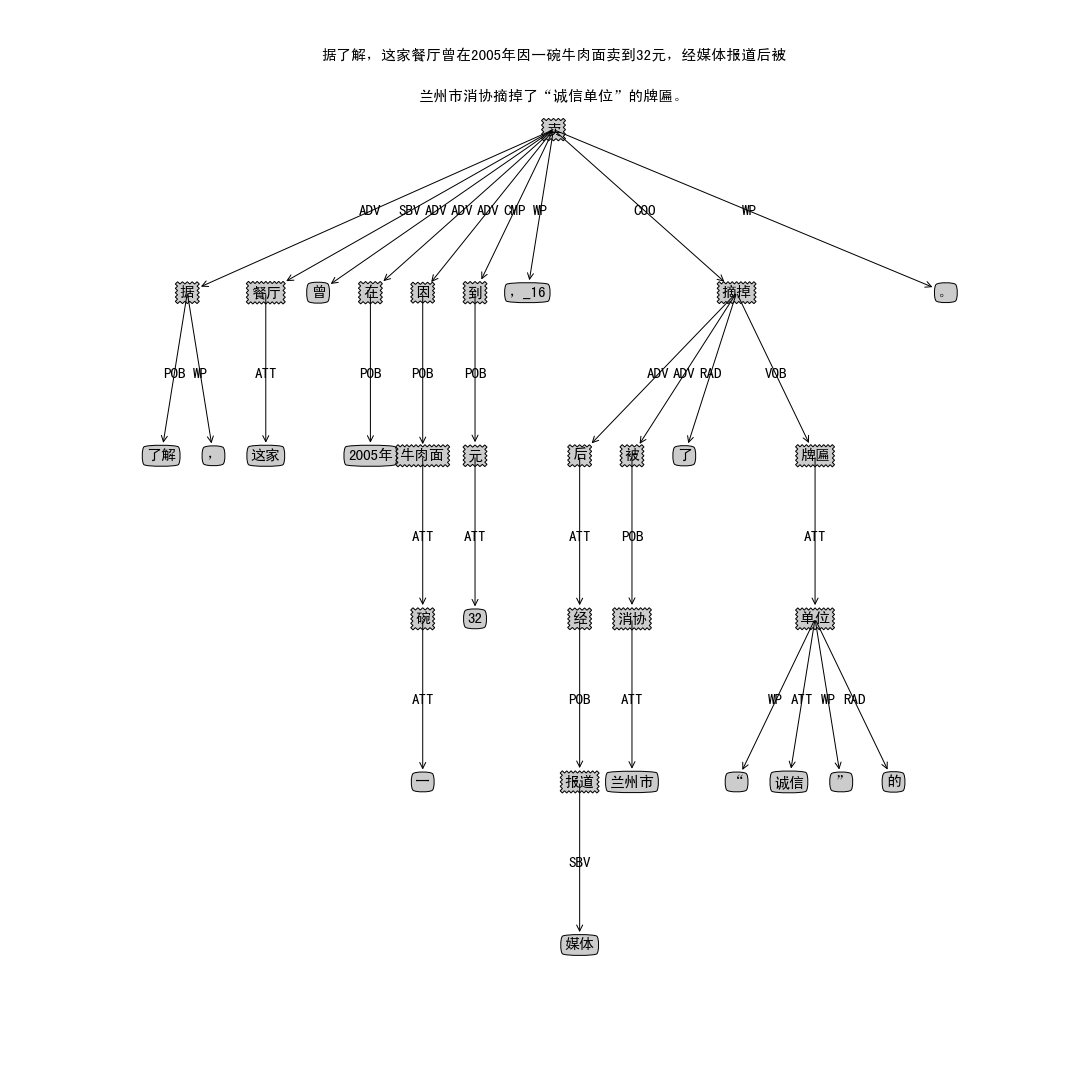 据了解，这家餐厅曾在2005年因一碗牛肉面卖到32元，经媒体报道后被
兰州市消协摘掉了“诚信单位”的牌匾。
ADV SBV ADV ADV ADV CMP WP COO WP
据 餐厅 曾 在 因 到 ，_16 摘掉 。
POB WP ATT POB POB POB ADV ADV RAD VOB
了解 ， 这家 2005年 牛肉面 元 后 被 了 牌匾
ATT ATT ATT POB ATT
碗 32 经 消协 单位
ATT POB ATT WP ATT WP RAD
一 报道 兰州市 “ 诚信 ” 的
SBV
媒体